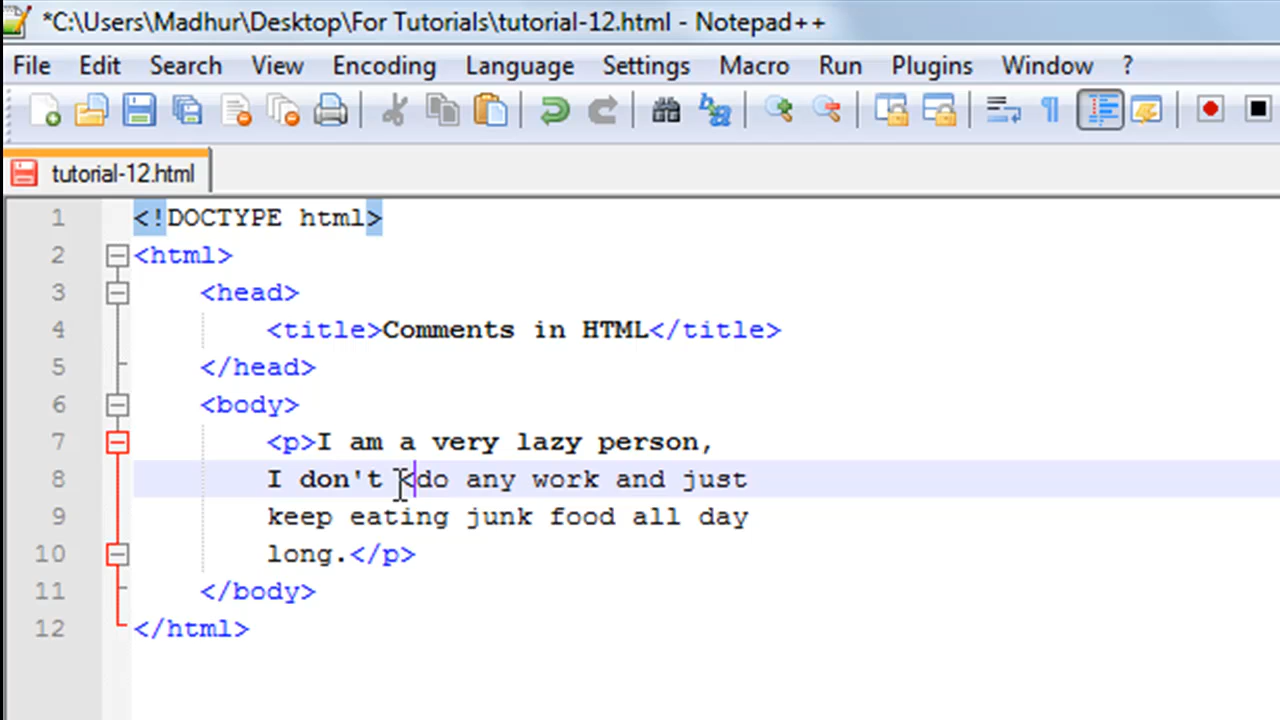 *C:\Users\Madhur\Desktop\For Tutorials\tutorial-12.html - Notepad++
File Edit Search View Encoding Language Settings Macro Run Plugins Window ?
tutorial-12.html
1 <!DOCTYPE html>
2 <html>
3 <head>
4 <title>Comments in HTML</title>
5 </head>
6 <body>
7 <p>I am a very lazy person,
8 I don't <do any work and just
9 keep eating junk food all day
10 long.</p>
11 </body>
12 </html>